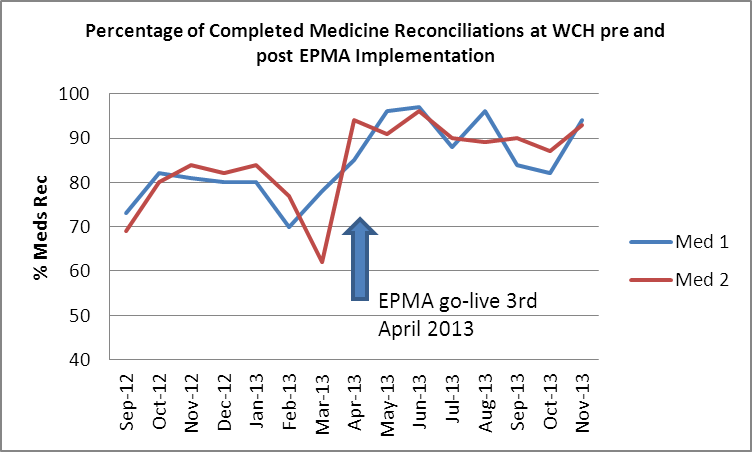 Percentage of Completed Medicine Reconciliations at WCH pre and
post EPMA Implementation
% Meds Rec
100
90
80
70
60
50
40
Sep-12
Oct-12
Nov-12
Dec-12
Jan-13
Feb-13
Mar-13
Apr-13
May-13
Jun-13
Jul-13
Aug-13
Sep-13
Oct-13
Nov-13
EPMA go-live 3rd
April 2013
Med 1
Med 2